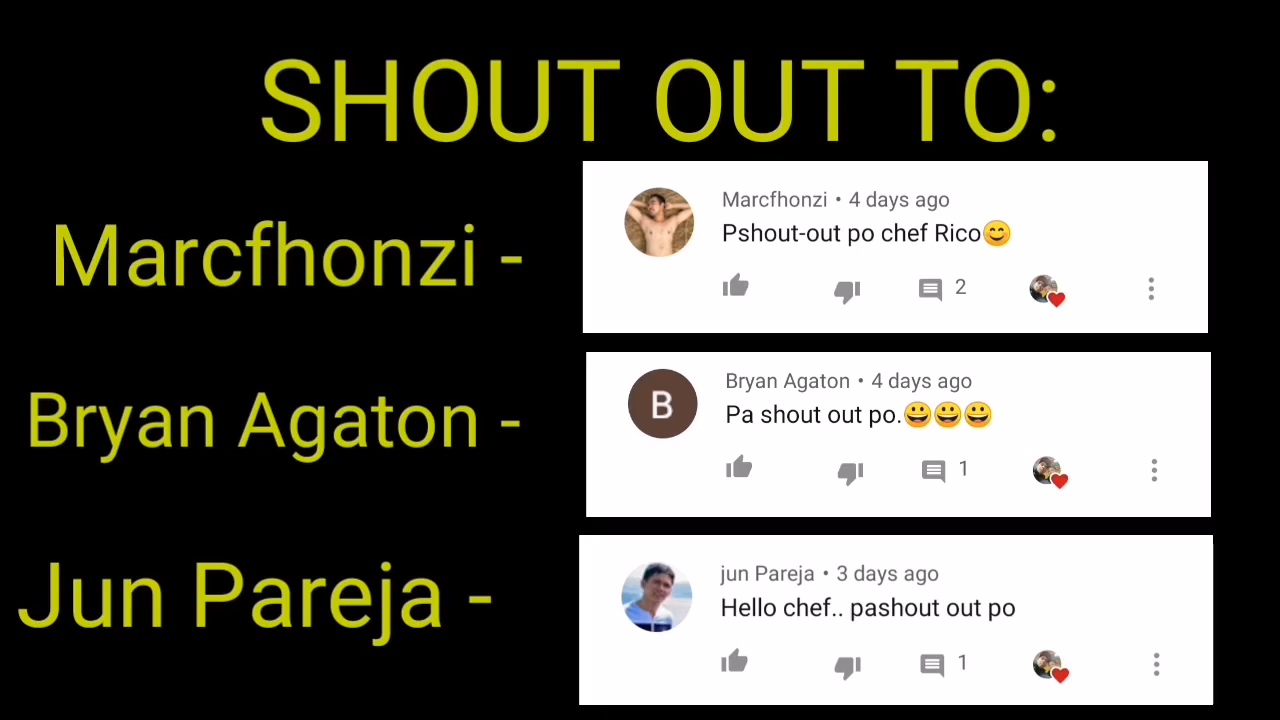 SHOUT OUT TO:
Marcfhonzi -
Marcfhonzi • 4 days ago
Pshout-out po chef Rico😊
2
Bryan Agaton -
B
Bryan Agaton • 4 days ago
Pa shout out po.😀😀😀
1
Jun Pareja -
jun Pareja • 3 days ago
Hello chef.. pashout out po
1